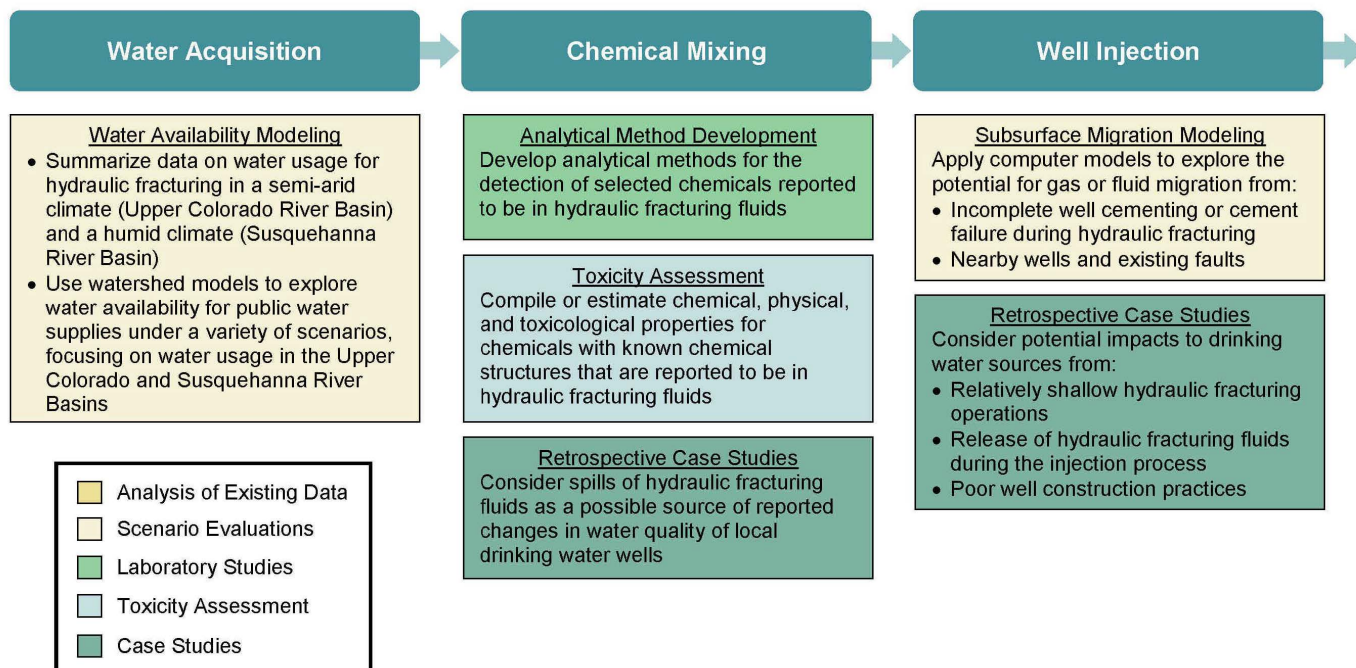 Water Acquisition
Chemical Mixing
Well Injection
Water Availability Modeling
• Summarize data on water usage for
hydraulic fracturing in a semi-arid
climate (Upper Colorado River Basin)
and a humid climate (Susquehanna
River Basin)
• Use watershed models to explore
water availability for public water
supplies under a variety of scenarios,
focusing on water usage in the Upper
Colorado and Susquehanna River
Basins
Analytical Method Development
Develop analytical methods for the
detection of selected chemicals reported
to be in hydraulic fracturing fluids
Toxicity Assessment
Compile or estimate chemical, physical,
and toxicological properties for
chemicals with known chemical
structures that are reported to be in
hydraulic fracturing fluids
Retrospective Case Studies
Consider spills of hydraulic fracturing
fluids as a possible source of reported
changes in water quality of local
drinking water wells
Subsurface Migration Modeling
Apply computer models to explore the
potential for gas or fluid migration from:
• Incomplete well cementing or cement
failure during hydraulic fracturing
• Nearby wells and existing faults
Retrospective Case Studies
Consider potential impacts to drinking
water sources from:
• Relatively shallow hydraulic fracturing
operations
• Release of hydraulic fracturing fluids
during the injection process
• Poor well construction practices
Analysis of Existing Data
Scenario Evaluations
Laboratory Studies
Toxicity Assessment
Case Studies